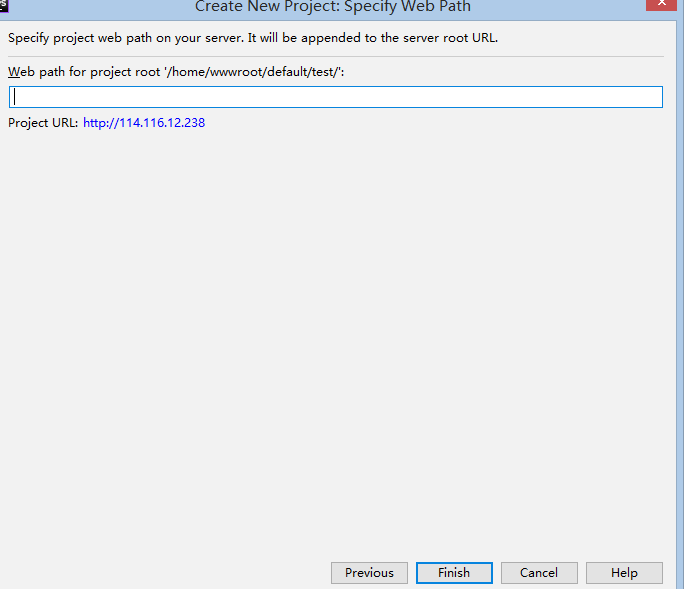 Create New Project: Specify Web Path
Specify project web path on your server. It will be appended to the server root URL.
Web path for project root '/home/wwwroot/default/test/':
Project URL: http://114.116.12.238
Previous Finish Cancel Help